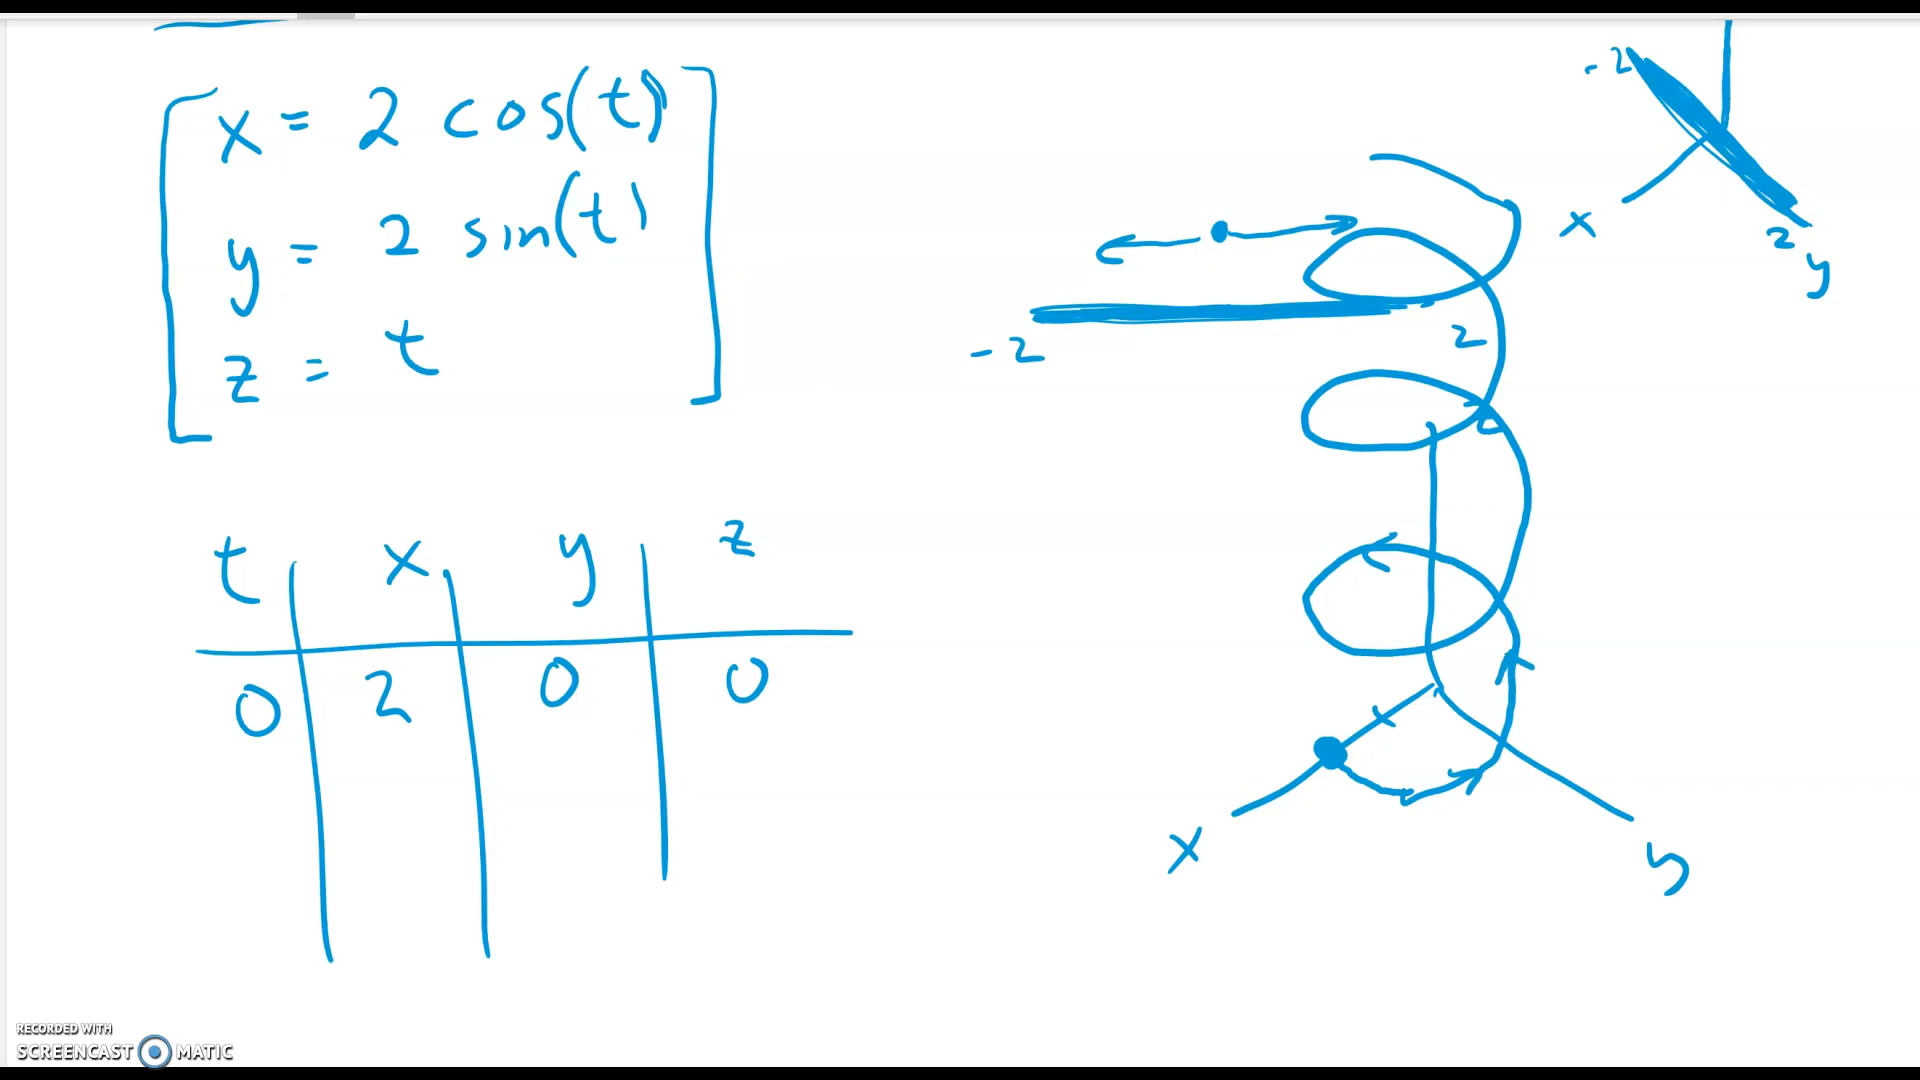 x = 2 cos(t)
y = 2 sin(t)
z = t
t x y z
0 2 0 0
-2
x
2
y
-2
2
x
y
RECORDED WITH
SCREENCAST MATIC